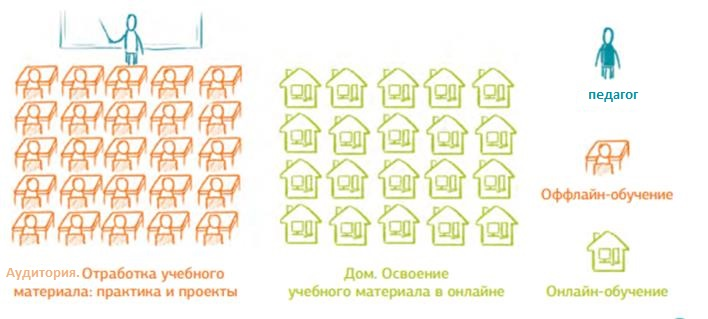 педагог
Оффлайн-обучение
Аудитория. Отработка учебного
материала: практика и проекты
Дом. Освоение
учебного материала в онлайне
Онлайн-обучение